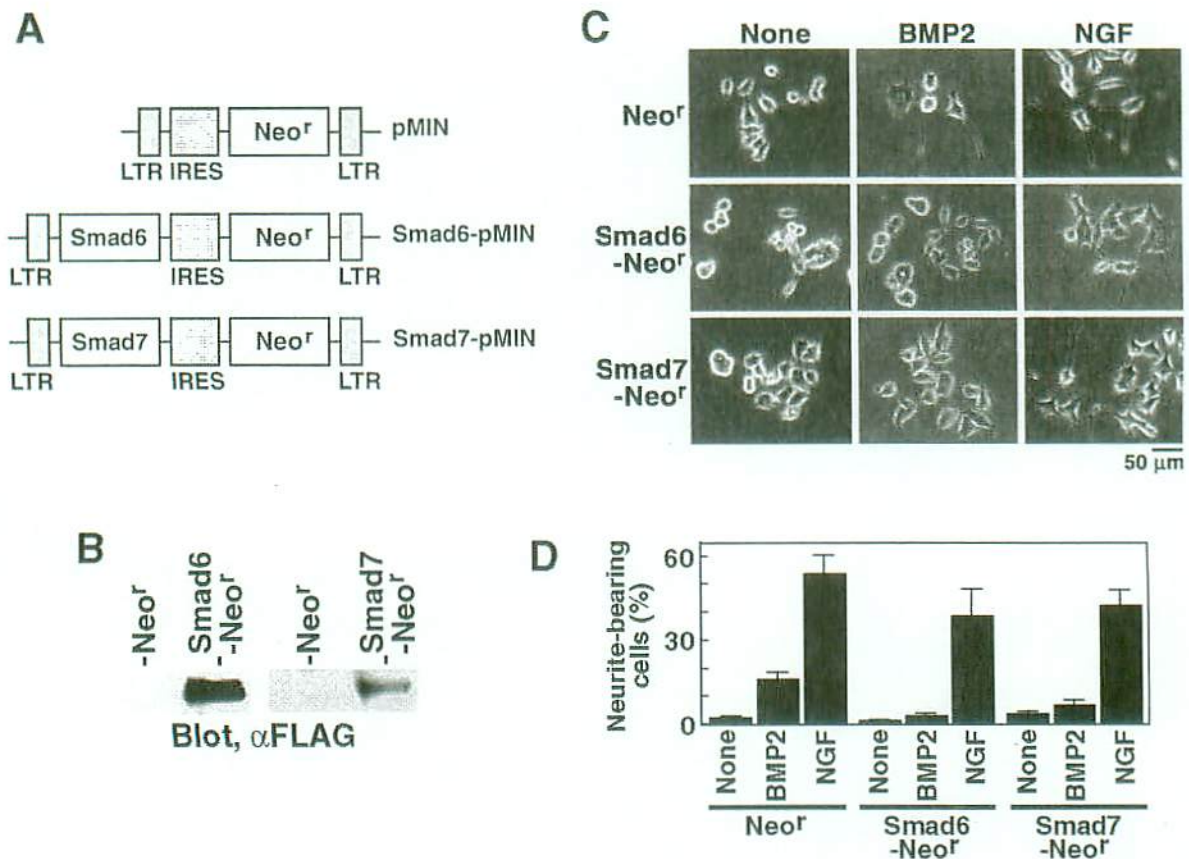 A
LTR IRES Neoʳ LTR pMIN
LTR Smad6 IRES Neoʳ LTR Smad6-pMIN
LTR Smad7 IRES Neoʳ LTR Smad7-pMIN
B
-Neoʳ
-Smad6
-Neoʳ
-Neoʳ
-Smad7
-Neoʳ
Blot, αFLAG
C
None BMP2 NGF
Neoʳ
Smad6
-Neoʳ
Smad7
-Neoʳ
50 μm
D
Neurite-bearing
cells (%)
60
30
0
None BMP2 NGF None BMP2 NGF None BMP2 NGF
Neoʳ Smad6 Smad7
-Neoʳ -Neoʳ